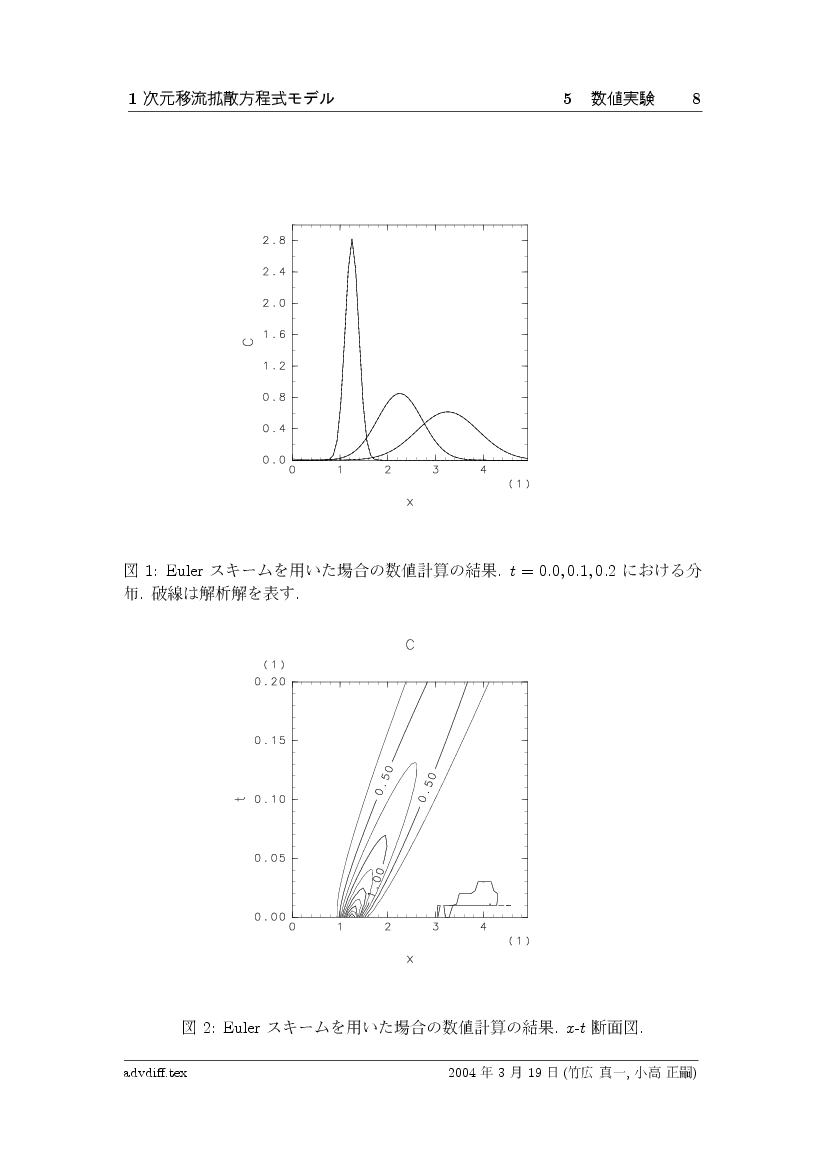 1 次元移流拡散方程式モデル 5 数値実験 8
2.8
2.4
2.0
1.6
C
1.2
0.8
0.4
0.0
0 1 2 3 4
(1)
x
図 1: Euler スキームを用いた場合の数値計算の結果. t = 0.0,0.1,0.2 における分
布. 破線は解析解を表す.
C
(1)
0.20
0.15
0.50
0.50
t 0.10
0.05
0.00
0 1 2 3 4
(1)
x
図 2: Euler スキームを用いた場合の数値計算の結果. x-t 断面図.
advdiff.tex 2004 年 3 月 19 日 (竹広 真一, 小高 正嗣)